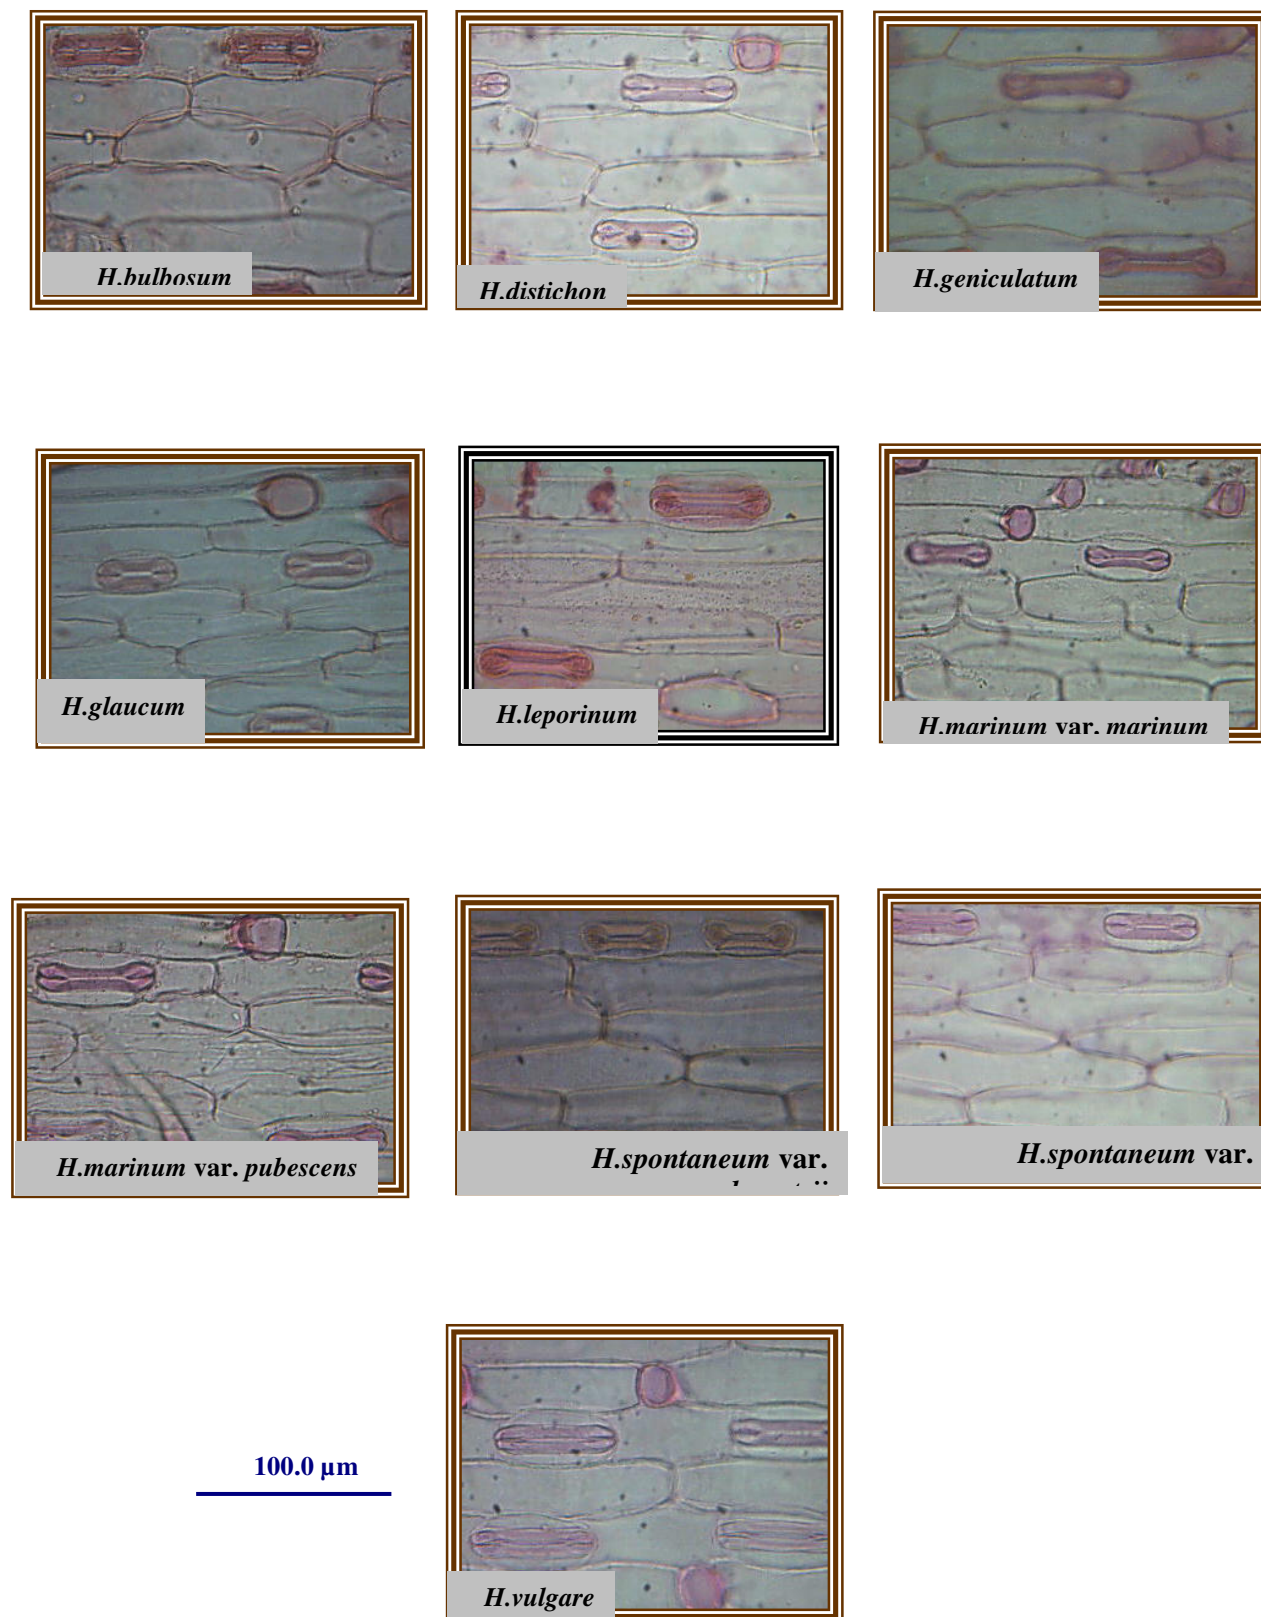 H.bulbosum
H.distichon
H.geniculatum
H.glaucum
H.leporinum
H.marinum var. marinum
H.marinum var. pubescens
H.spontaneum var.
H.spontaneum var.
100.0 µm
H.vulgare